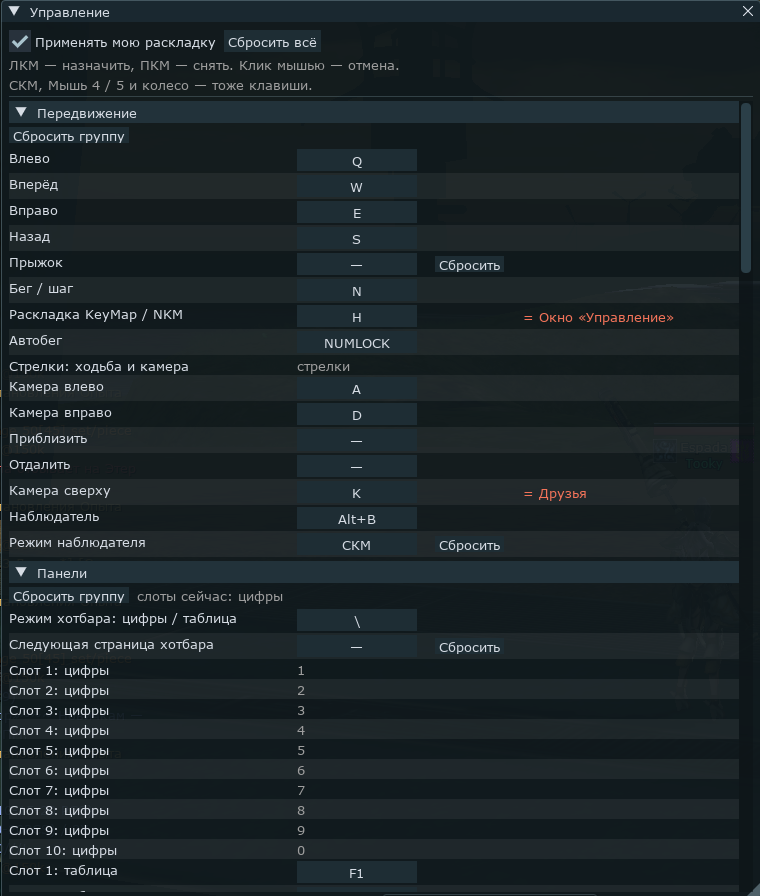 Управление
Применять мою раскладку Сбросить всё
ЛКМ — назначить, ПКМ — снять. Клик мышью — отмена.
СКМ, Мышь 4 / 5 и колесо — тоже клавиши.
Передвижение
Сбросить группу
Влево Q
Вперёд W
Вправо E
Назад S
Прыжок — Сбросить
Бег / шаг N
Раскладка KeyMap / NKM H = Окно «Управление»
Автобег NUMLOCK
Стрелки: ходьба и камера стрелки
Камера влево A
Камера вправо D
Приблизить —
Отдалить —
Камера сверху K = Друзья
Наблюдатель Alt+B
Режим наблюдателя СКМ Сбросить
Панели
Сбросить группу слоты сейчас: цифры
Режим хотбара: цифры / таблица \
Следующая страница хотбара — Сбросить
Слот 1: цифры 1
Слот 2: цифры 2
Слот 3: цифры 3
Слот 4: цифры 4
Слот 5: цифры 5
Слот 6: цифры 6
Слот 7: цифры 7
Слот 8: цифры 8
Слот 9: цифры 9
Слот 10: цифры 0
Слот 1: таблица F1